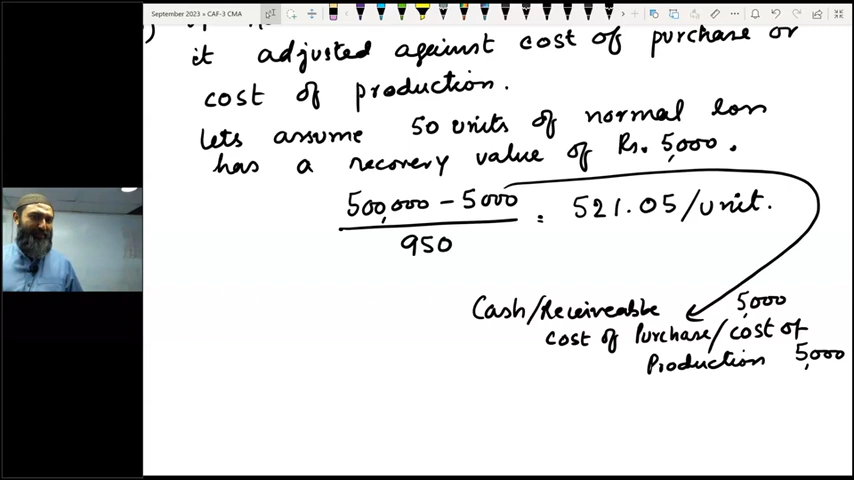 September 2023 » CAF-3 CMA
it adjusted against cost of purchase or
cost of production.
Lets assume 50 units of normal loss
has a recovery value of Rs. 5,000.
500,000 - 5000
950
= 521.05/unit.
Cash/Receiveable 5,000
cost of Purchase/cost of
Production 5,000